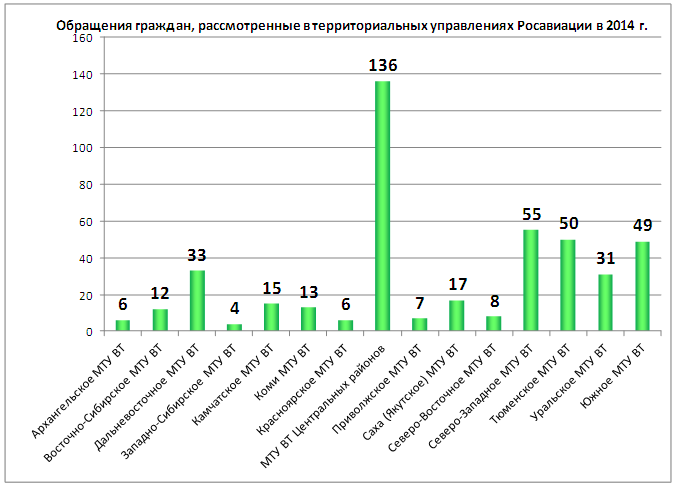 Обращения граждан, рассмотренные в территориальных управлениях Росавиации в 2014 г.
160
140
120
100
80
60
40
20
0
6
12
33
4
15
13
6
136
7
17
8
55
50
31
49
Архангельское МТУ ВТ
Восточно-Сибирское МТУ ВТ
Дальневосточное МТУ ВТ
Западно-Сибирское МТУ ВТ
Камчатское МТУ ВТ
Коми МТУ ВТ
Красноярское МТУ ВТ
МТУ ВТ Центральных районов
Приволжское МТУ ВТ
Саха (Якутское) МТУ ВТ
Северо-Восточное МТУ ВТ
Северо-Западное МТУ ВТ
Тюменское МТУ ВТ
Уральское МТУ ВТ
Южное МТУ ВТ